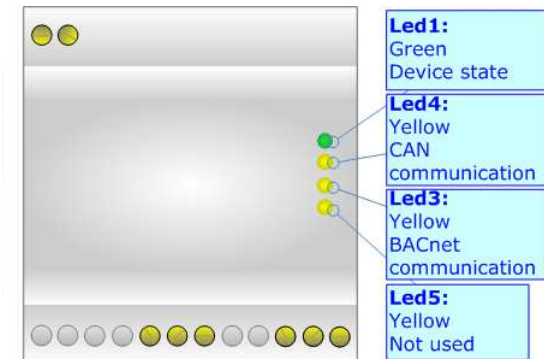 Led1:
Green
Device state
Led4:
Yellow
CAN
communication
Led3:
Yellow
BACnet
communication
Led5:
Yellow
Not used